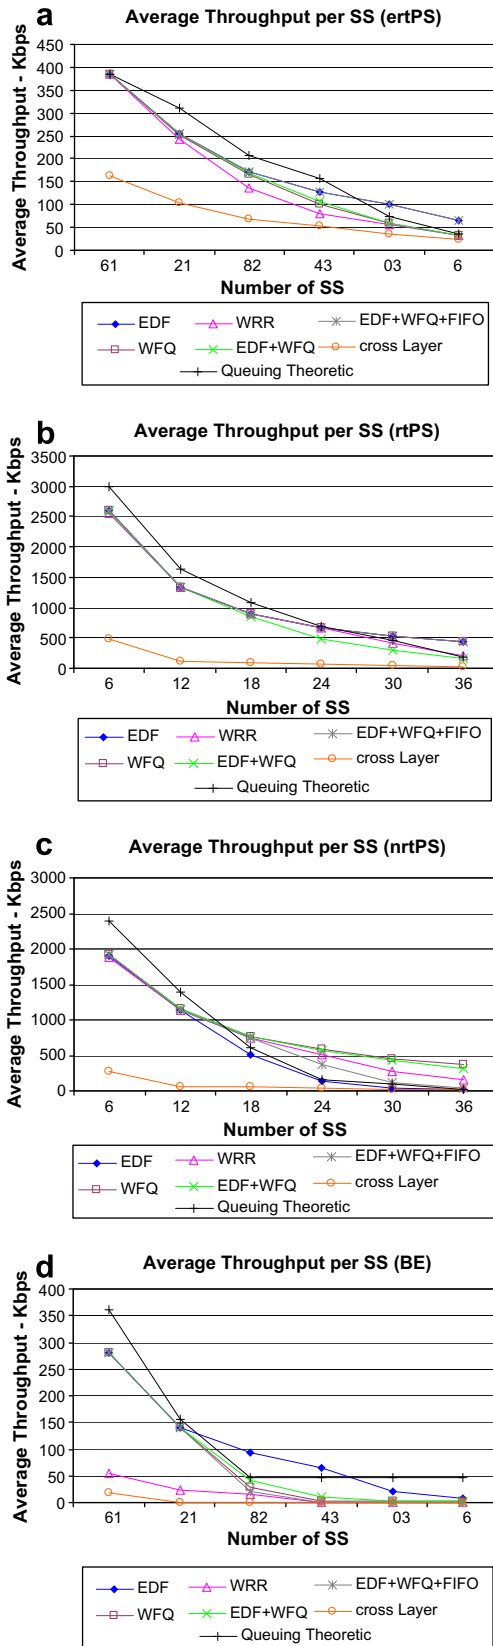 a
Average Throughput per SS (ertPS)
Average Throughput - Kbps
450
400
350
300
250
200
150
100
50
0
61 21 82 43 03 6
Number of SS
EDF WRR EDF+WFQ+FIFO
WFQ EDF+WFQ cross Layer
Queuing Theoretic
b
Average Throughput per SS (rtPS)
Average Throughput - Kbps
3500
3000
2500
2000
1500
1000
500
0
6 12 18 24 30 36
Number of SS
EDF WRR EDF+WFQ+FIFO
WFQ EDF+WFQ cross Layer
Queuing Theoretic
c
Average Throughput per SS (nrtPS)
Average Throughput - Kbps
3000
2500
2000
1500
1000
500
0
6 12 18 24 30 36
Number of SS
EDF WRR EDF+WFQ+FIFO
WFQ EDF+WFQ cross Layer
Queuing Theoretic
d
Average Throughput per SS (BE)
Average Throughput - Kbps
400
350
300
250
200
150
100
50
0
61 21 82 43 03 6
Number of SS
EDF WRR EDF+WFQ+FIFO
WFQ EDF+WFQ cross Layer
Queuing Theoretic